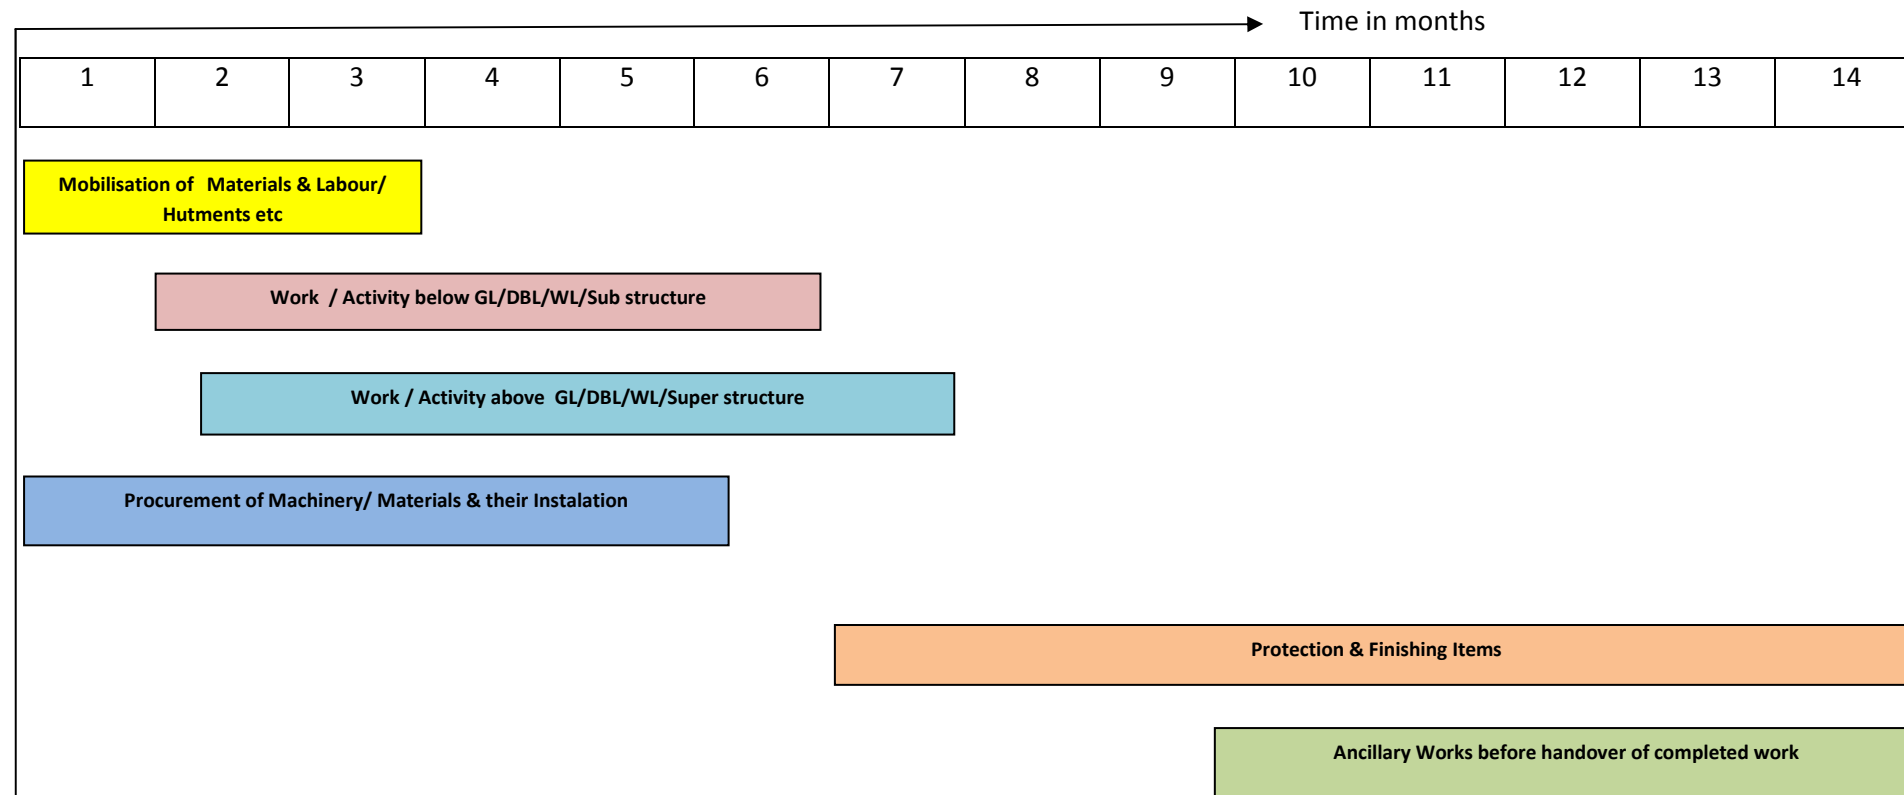 Time in months
1 2 3 4 5 6 7 8 9 10 11 12 13 14
Mobilisation of Materials & Labour/
Hutments etc
Work / Activity below GL/DBL/WL/Sub structure
Work / Activity above GL/DBL/WL/Super structure
Procurement of Machinery/ Materials & their Instalation
Protection & Finishing Items
Ancillary Works before handover of completed work